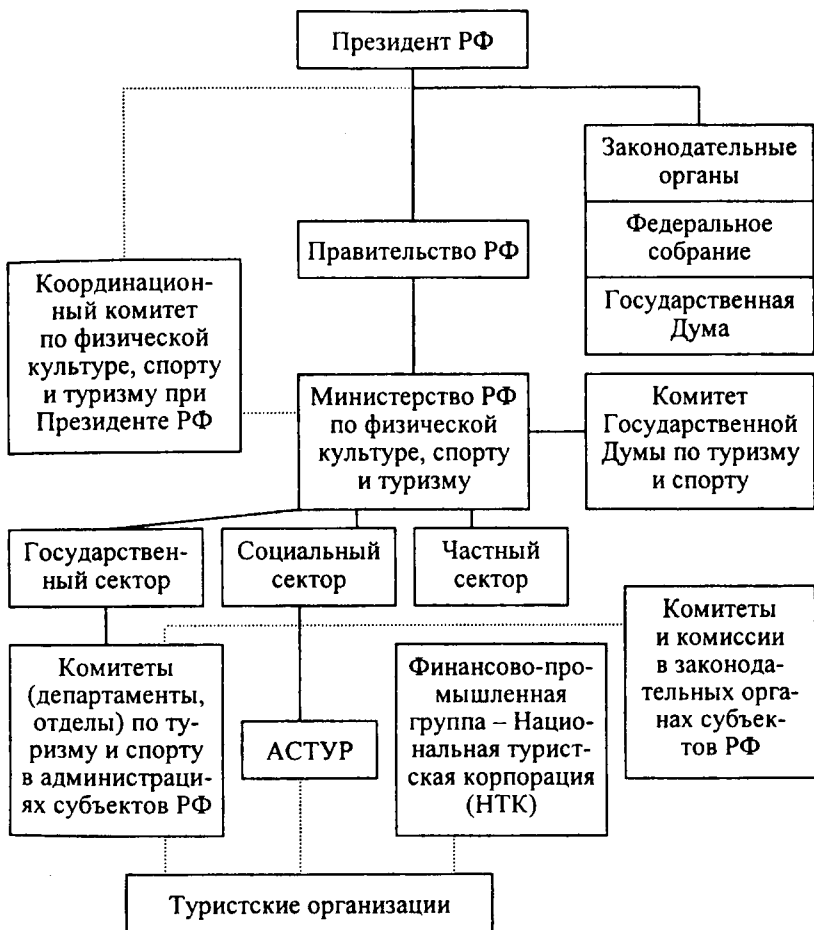 Президент РФ
Законодательные
органы
Федеральное
собрание
Государственная
Дума
Правительство РФ
Координацион-
ный комитет
по физической
культуре, спорту
и туризму при
Президенте РФ
Министерство РФ
по физической
культуре, спорту
и туризму
Комитет
Государственной
Думы по туризму
и спорту
Государствен-
ный сектор
Социальный
сектор
Частный
сектор
Комитеты
и комиссии
в законода-
тельных орга-
нах субъек-
тов РФ
Комитеты
(департаменты,
отделы) по ту-
ризму и спорту
в администраци-
ях субъектов РФ
АСТУР
Финансово-про-
мышленная
группа – Нацио-
нальная турист-
ская корпорация
(НТК)
Туристские организации